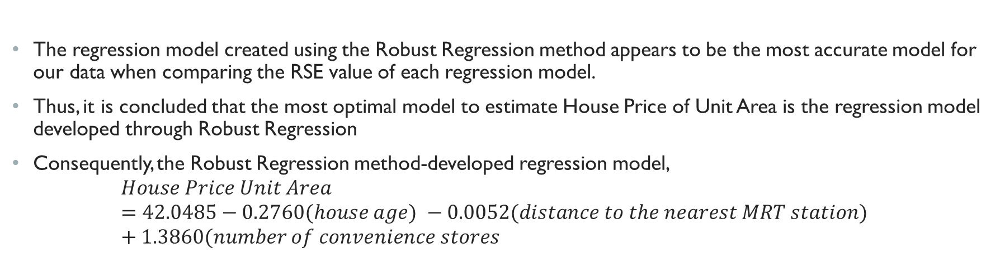 • The regression model created using the Robust Regression method appears to be the most accurate model for
our data when comparing the RSE value of each regression model.
• Thus, it is concluded that the most optimal model to estimate House Price of Unit Area is the regression model
developed through Robust Regression
• Consequently, the Robust Regression method-developed regression model,
House Price Unit Area
= 42.0485 − 0.2760(house age) − 0.0052(distance to the nearest MRT station)
+ 1.3860(number of convenience stores